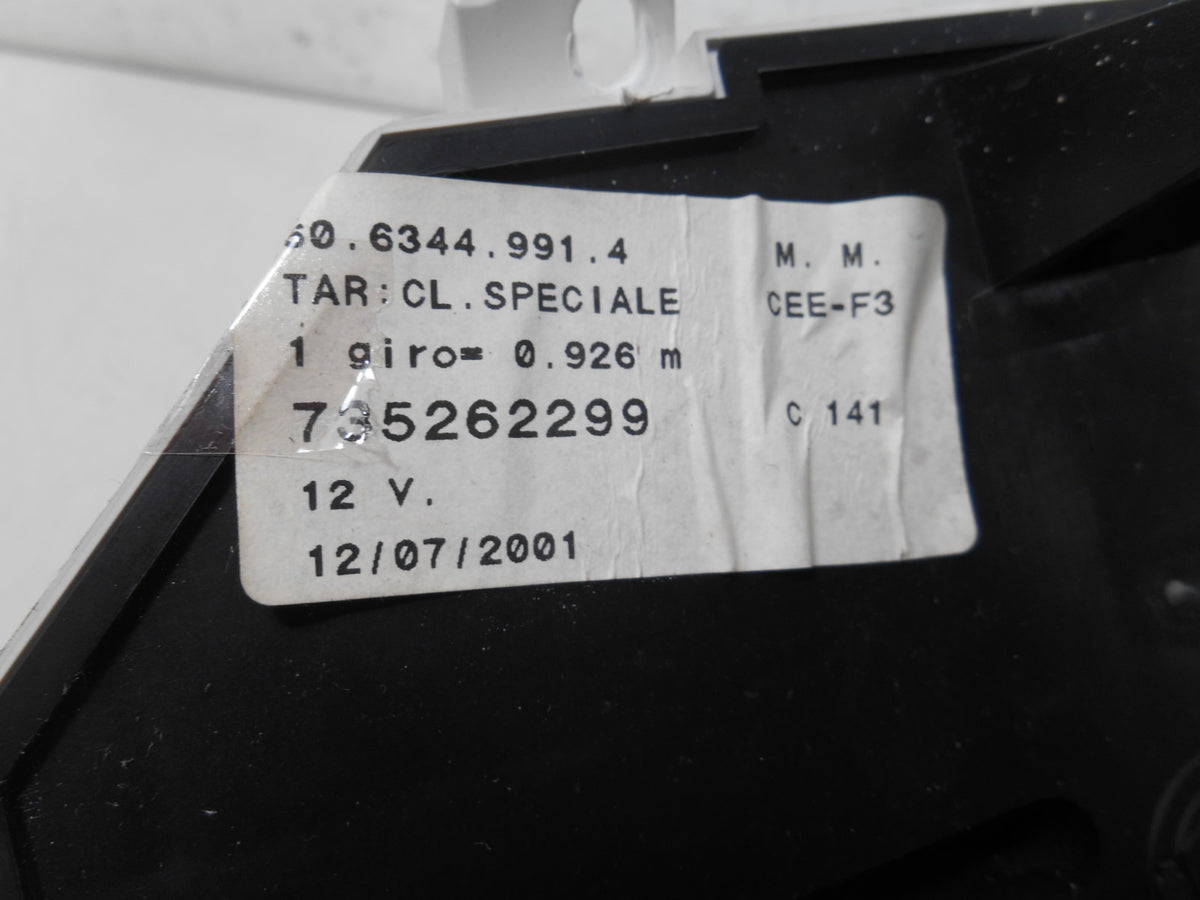 60.6344.991.4 M. M.
TAR:CL.SPECIALE CEE-F3
1 giro= 0.926 m
735262299 C 141
12 V.
12/07/2001